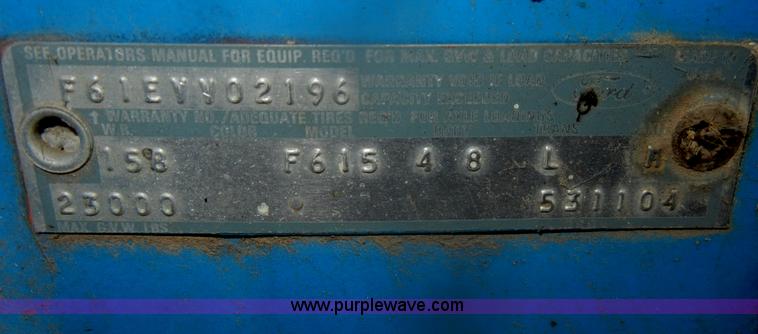 SEE OPERATORS MANUAL FOR EQUIP. REQ'D FOR MAX. GVW & LOAD CAPACITIES
F61EVV02196 WARRANTY VOID IF LOAD
CAPACITY EXCEEDED
Ford
↑ WARRANTY NO./ADEQUATE TIRES REQ'D FOR AXLE LOADINGS
W.B. COLOR MODEL BODY TRANS
158 F615 48 L H
23000 531104
MAX. G.V.W. LBS
www.purplewave.com